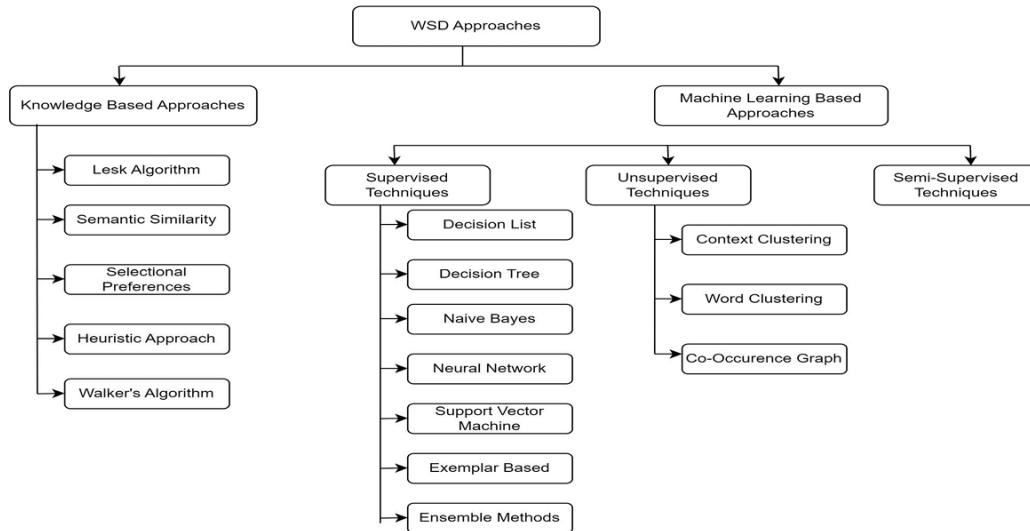 WSD Approaches
Knowledge Based Approaches
Machine Learning Based
Approaches
Lesk Algorithm
Semantic Similarity
Selectional
Preferences
Heuristic Approach
Walker's Algorithm
Supervised
Techniques
Decision List
Decision Tree
Naive Bayes
Neural Network
Support Vector
Machine
Exemplar Based
Ensemble Methods
Unsupervised
Techniques
Context Clustering
Word Clustering
Co-Occurence Graph
Semi-Supervised
Techniques